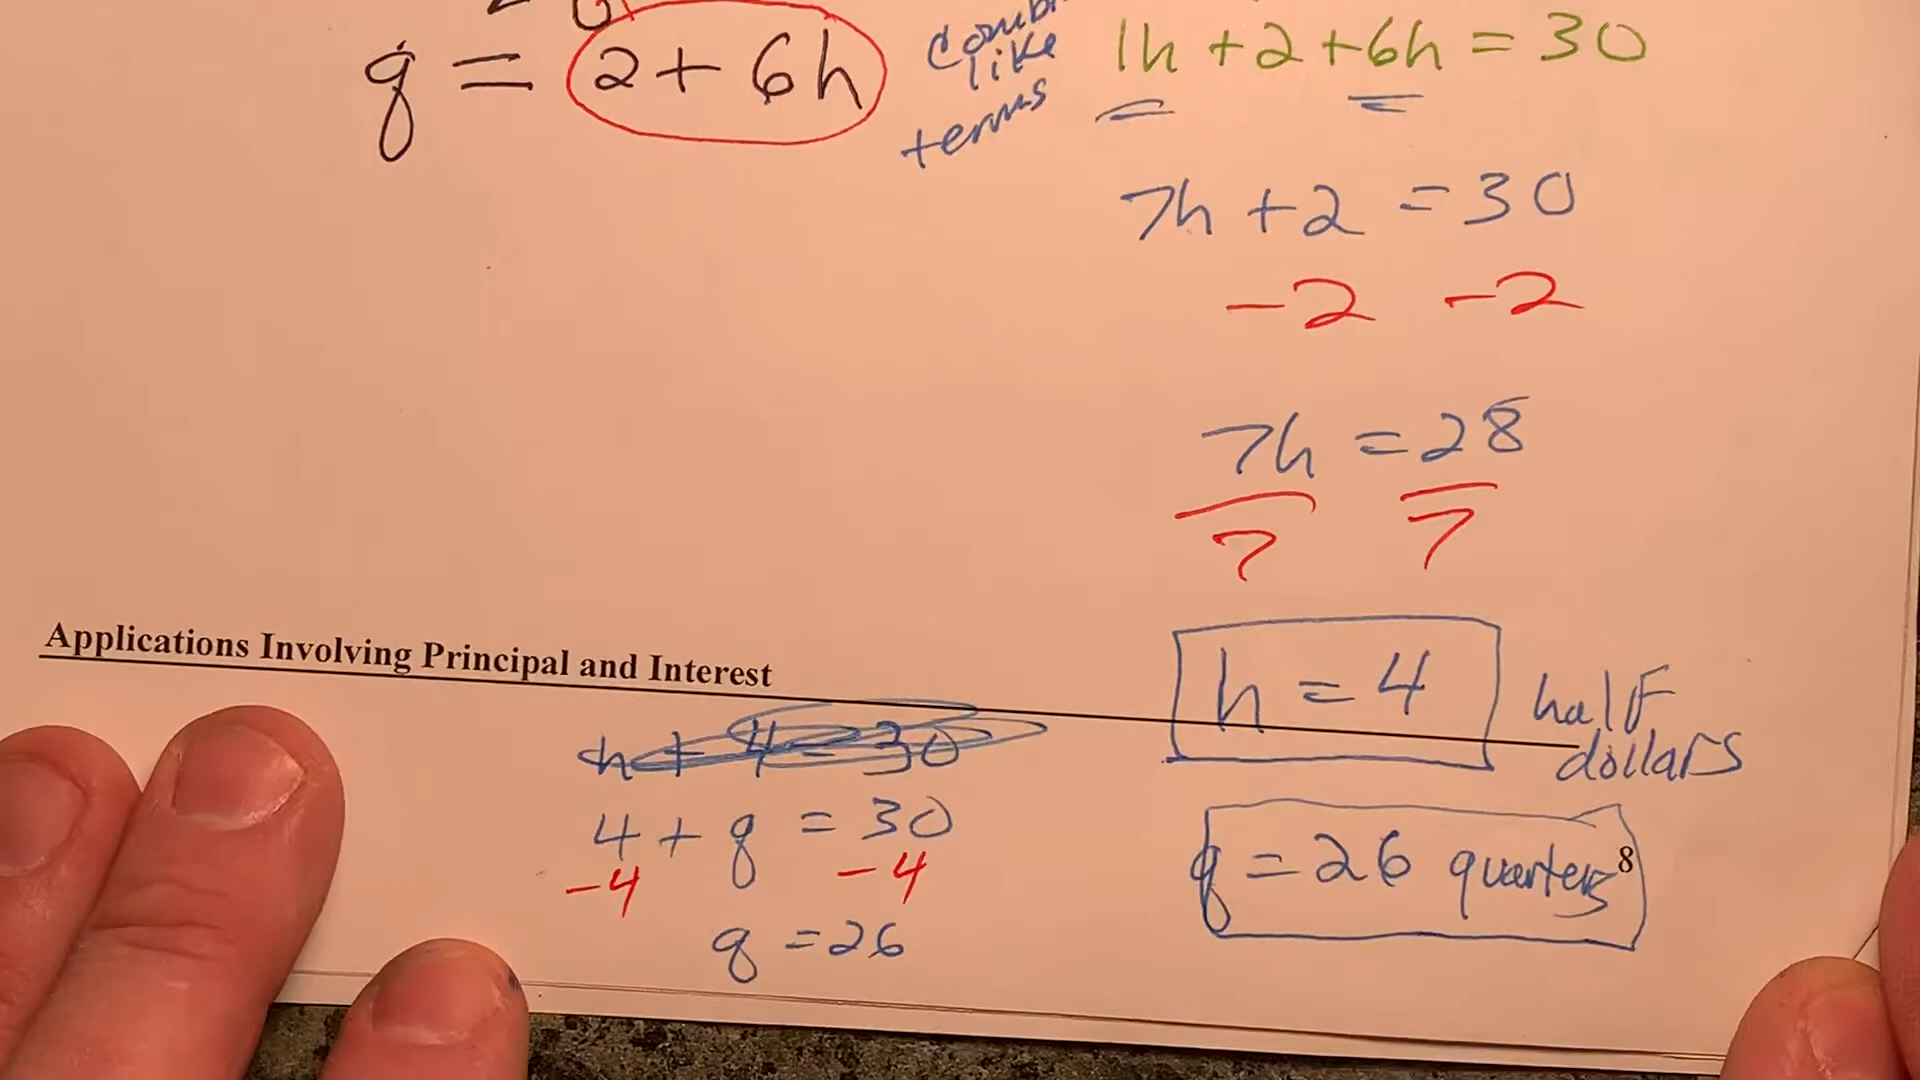 q = 2 + 6h
like
terms
1h + 2 + 6h = 30
7h + 2 = 30
-2 -2
7h = 28
7 7
h = 4 half
dollars
Applications Involving Principal and Interest
h + 4 = 30
4 + q = 30
-4 -4
q = 26
q = 26 quarters
8